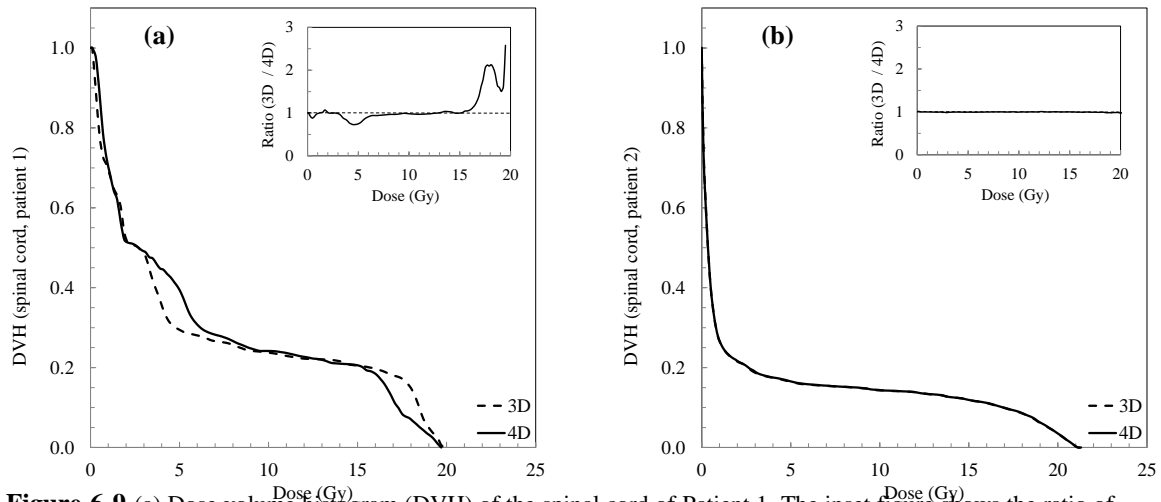 (a)
DVH (spinal cord, patient 1)
1.0
0.8
0.6
0.4
0.2
0.0
0 5 10 15 20 25
Dose (Gy)
3D
4D
Ratio (3D / 4D)
3
2
1
0
0 5 10 15 20
Dose (Gy)
(b)
DVH (spinal cord, patient 2)
1.0
0.8
0.6
0.4
0.2
0.0
0 5 10 15 20 25
Dose (Gy)
3D
4D
Ratio (3D / 4D)
3
2
1
0
0 5 10 15 20
Dose (Gy)
Figure 6.9 (a) Dose volume histogram (DVH) of the spinal cord of Patient 1. The inset figure shows the ratio of